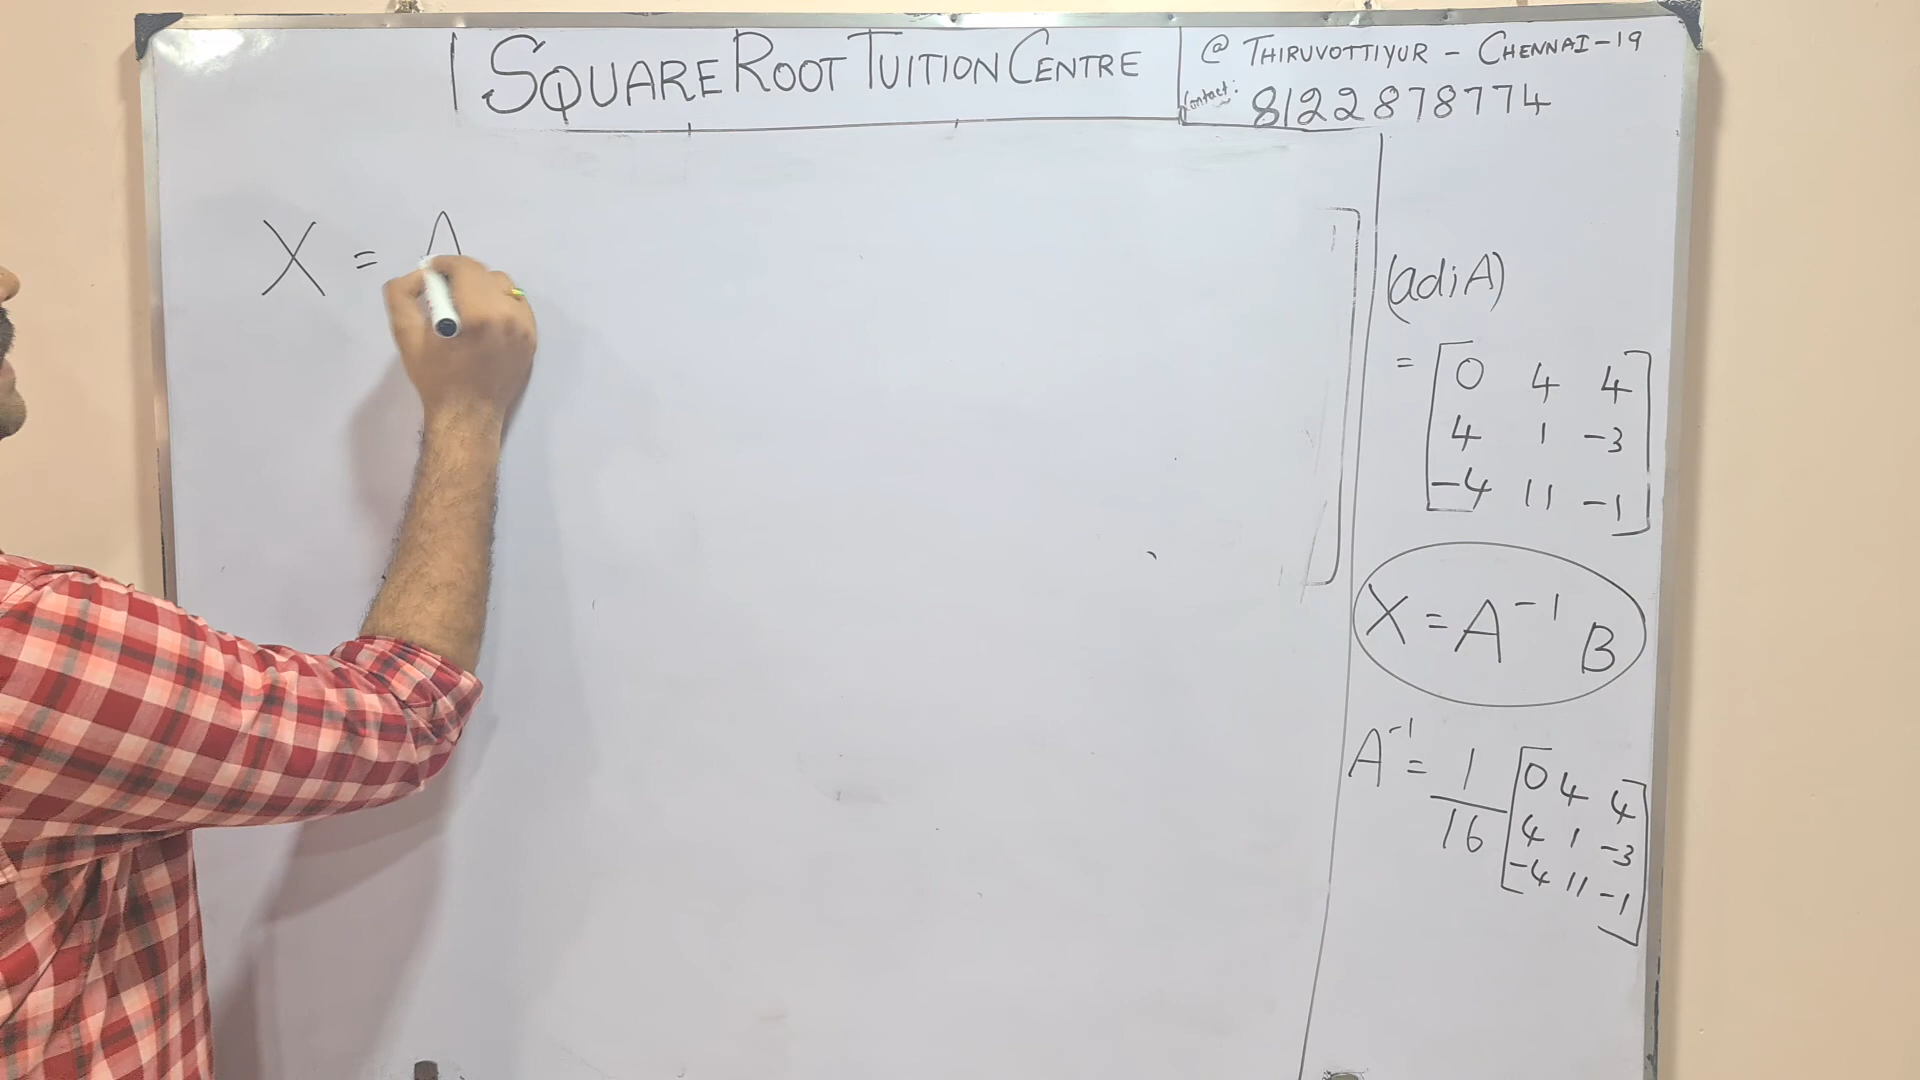 SQUARE ROOT TUITION CENTRE
@ THIRUVOTTIYUR - CHENNAI-19
Contact: 8122878774
X = A
(adjA)
= [0 4 4
4 1 -3
-4 11 -1]
X = A⁻¹ B
A⁻¹ = 1/16 [0 4 4
4 1 -3
-4 11 -1]